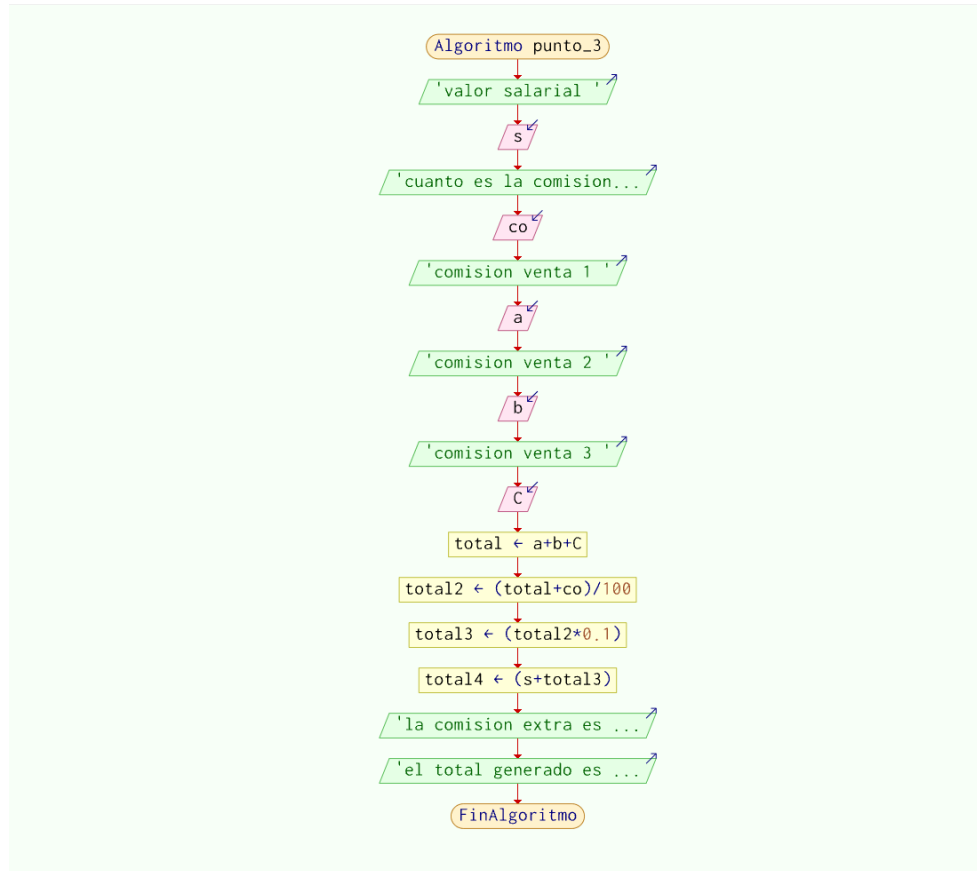 Algoritmo punto_3
'valor salarial '
s
'cuanto es la comision...
co
'comision venta 1 '
a
'comision venta 2 '
b
'comision venta 3 '
C
total ← a+b+C
total2 ← (total+co)/100
total3 ← (total2*0.1)
total4 ← (s+total3)
'la comision extra es ...
'el total generado es ...
FinAlgoritmo